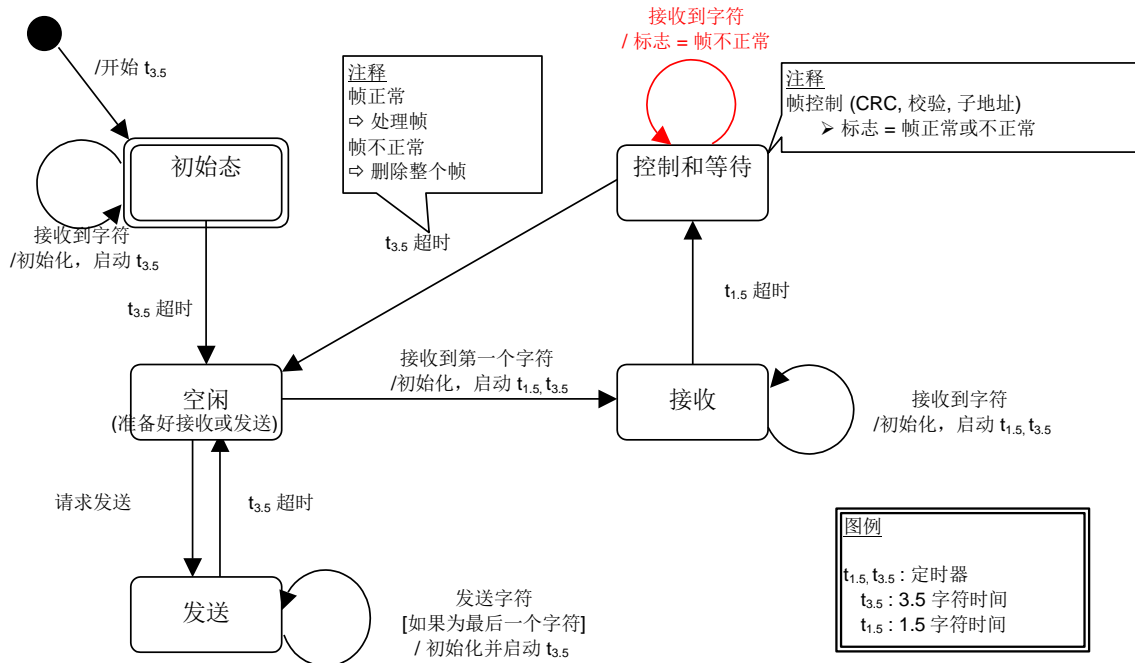 /开始 t3.5
注释
帧正常
⇨ 处理帧
帧不正常
⇨ 删除整个帧
接收到字符
/ 标志 = 帧不正常
注释
帧控制 (CRC, 校验, 子地址)
➢ 标志 = 帧正常或不正常
初始态
控制和等待
接收到字符
/初始化，启动 t3.5
t3.5 超时
t3.5 超时
t1.5 超时
接收到第一个字符
/初始化，启动 t1.5, t3.5
空闲
(准备好接收或发送)
接收
接收到字符
/初始化，启动 t1.5, t3.5
请求发送
t3.5 超时
发送
发送字符
[如果为最后一个字符]
/ 初始化并启动 t3.5
图例
t1.5, t3.5 : 定时器
t3.5 : 3.5 字符时间
t1.5 : 1.5 字符时间